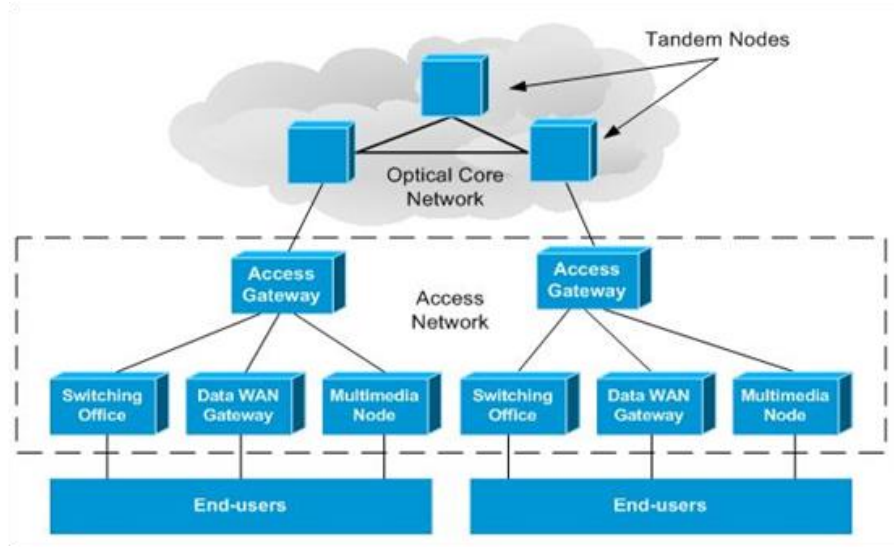 Tandem Nodes
Optical Core
Network
Access
Gateway
Access
Gateway
Access
Network
Switching
Office
Data WAN
Gateway
Multimedia
Node
Switching
Office
Data WAN
Gateway
Multimedia
Node
End-users
End-users